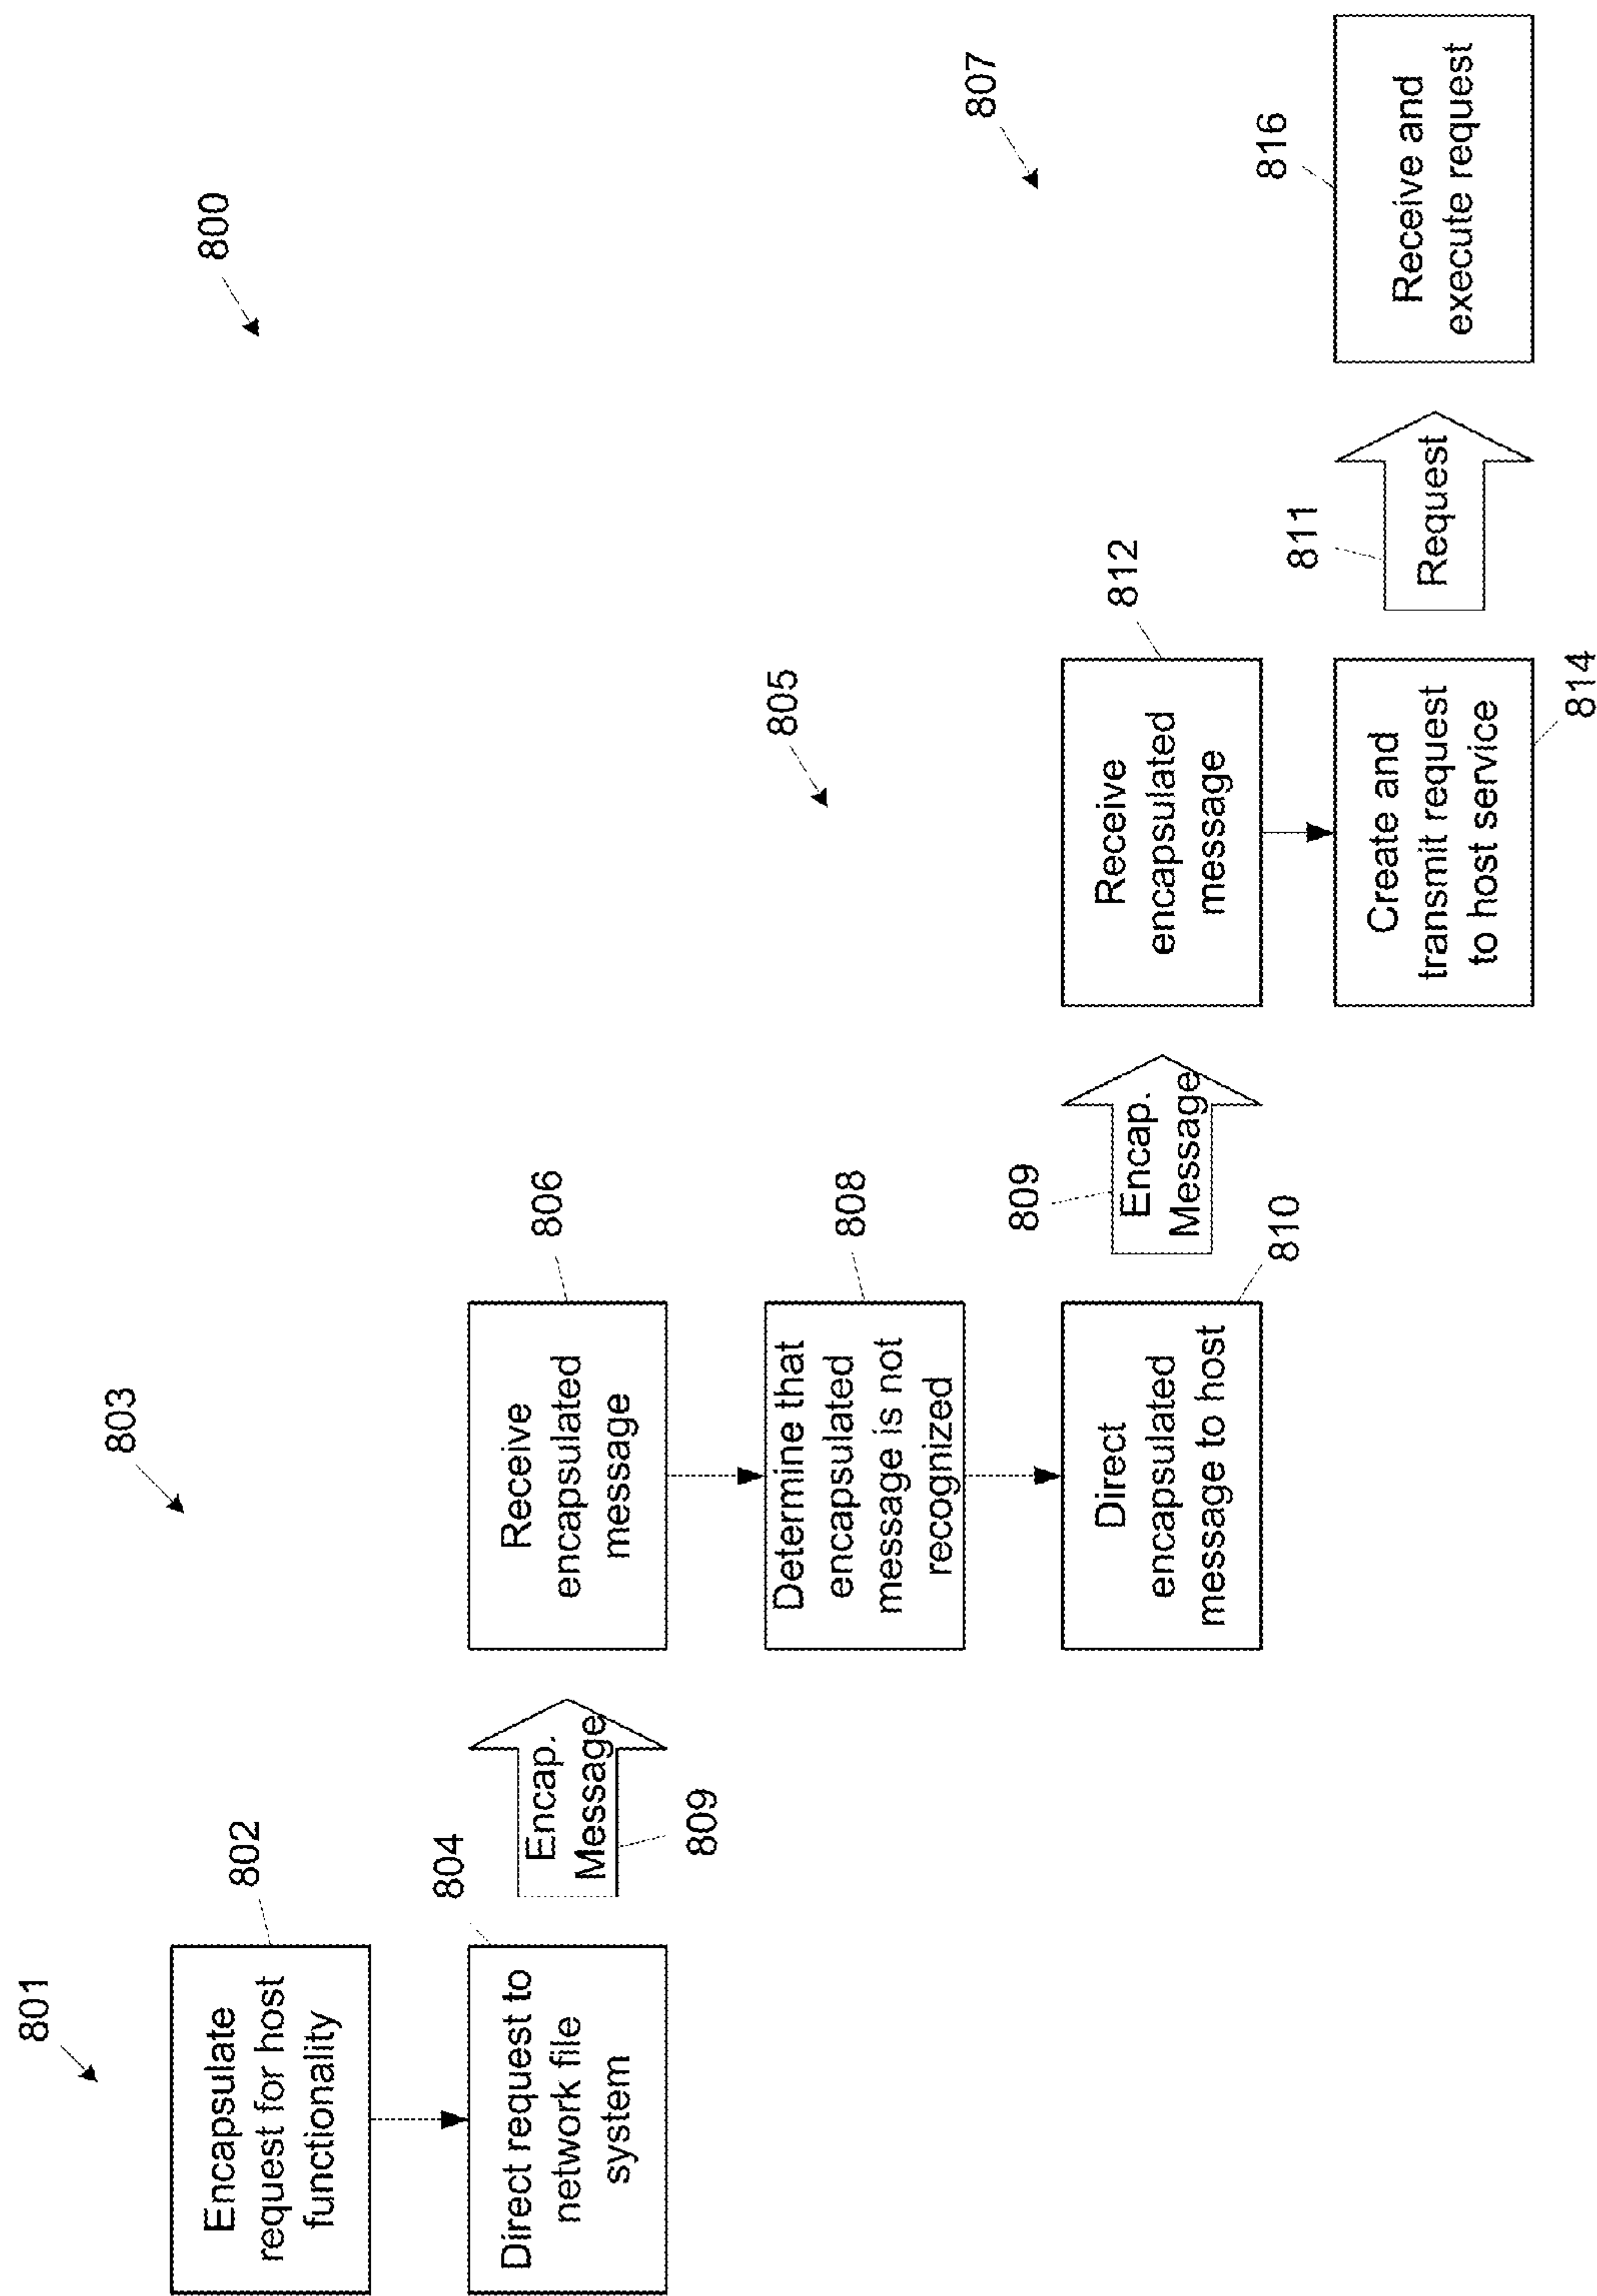 800
801
802
Encapsulate
request for host
functionality
804
Direct request to
network file
system
Encap.
Message
809
803
806
Receive
encapsulated
message
808
Determine that
encapsulated
message is not
recognized
Direct
encapsulated
message to host
810
809
Encap.
Message
805
812
Receive
encapsulated
message
Create and
transmit request
to host service
814
811
Request
807
816
Receive and
execute request